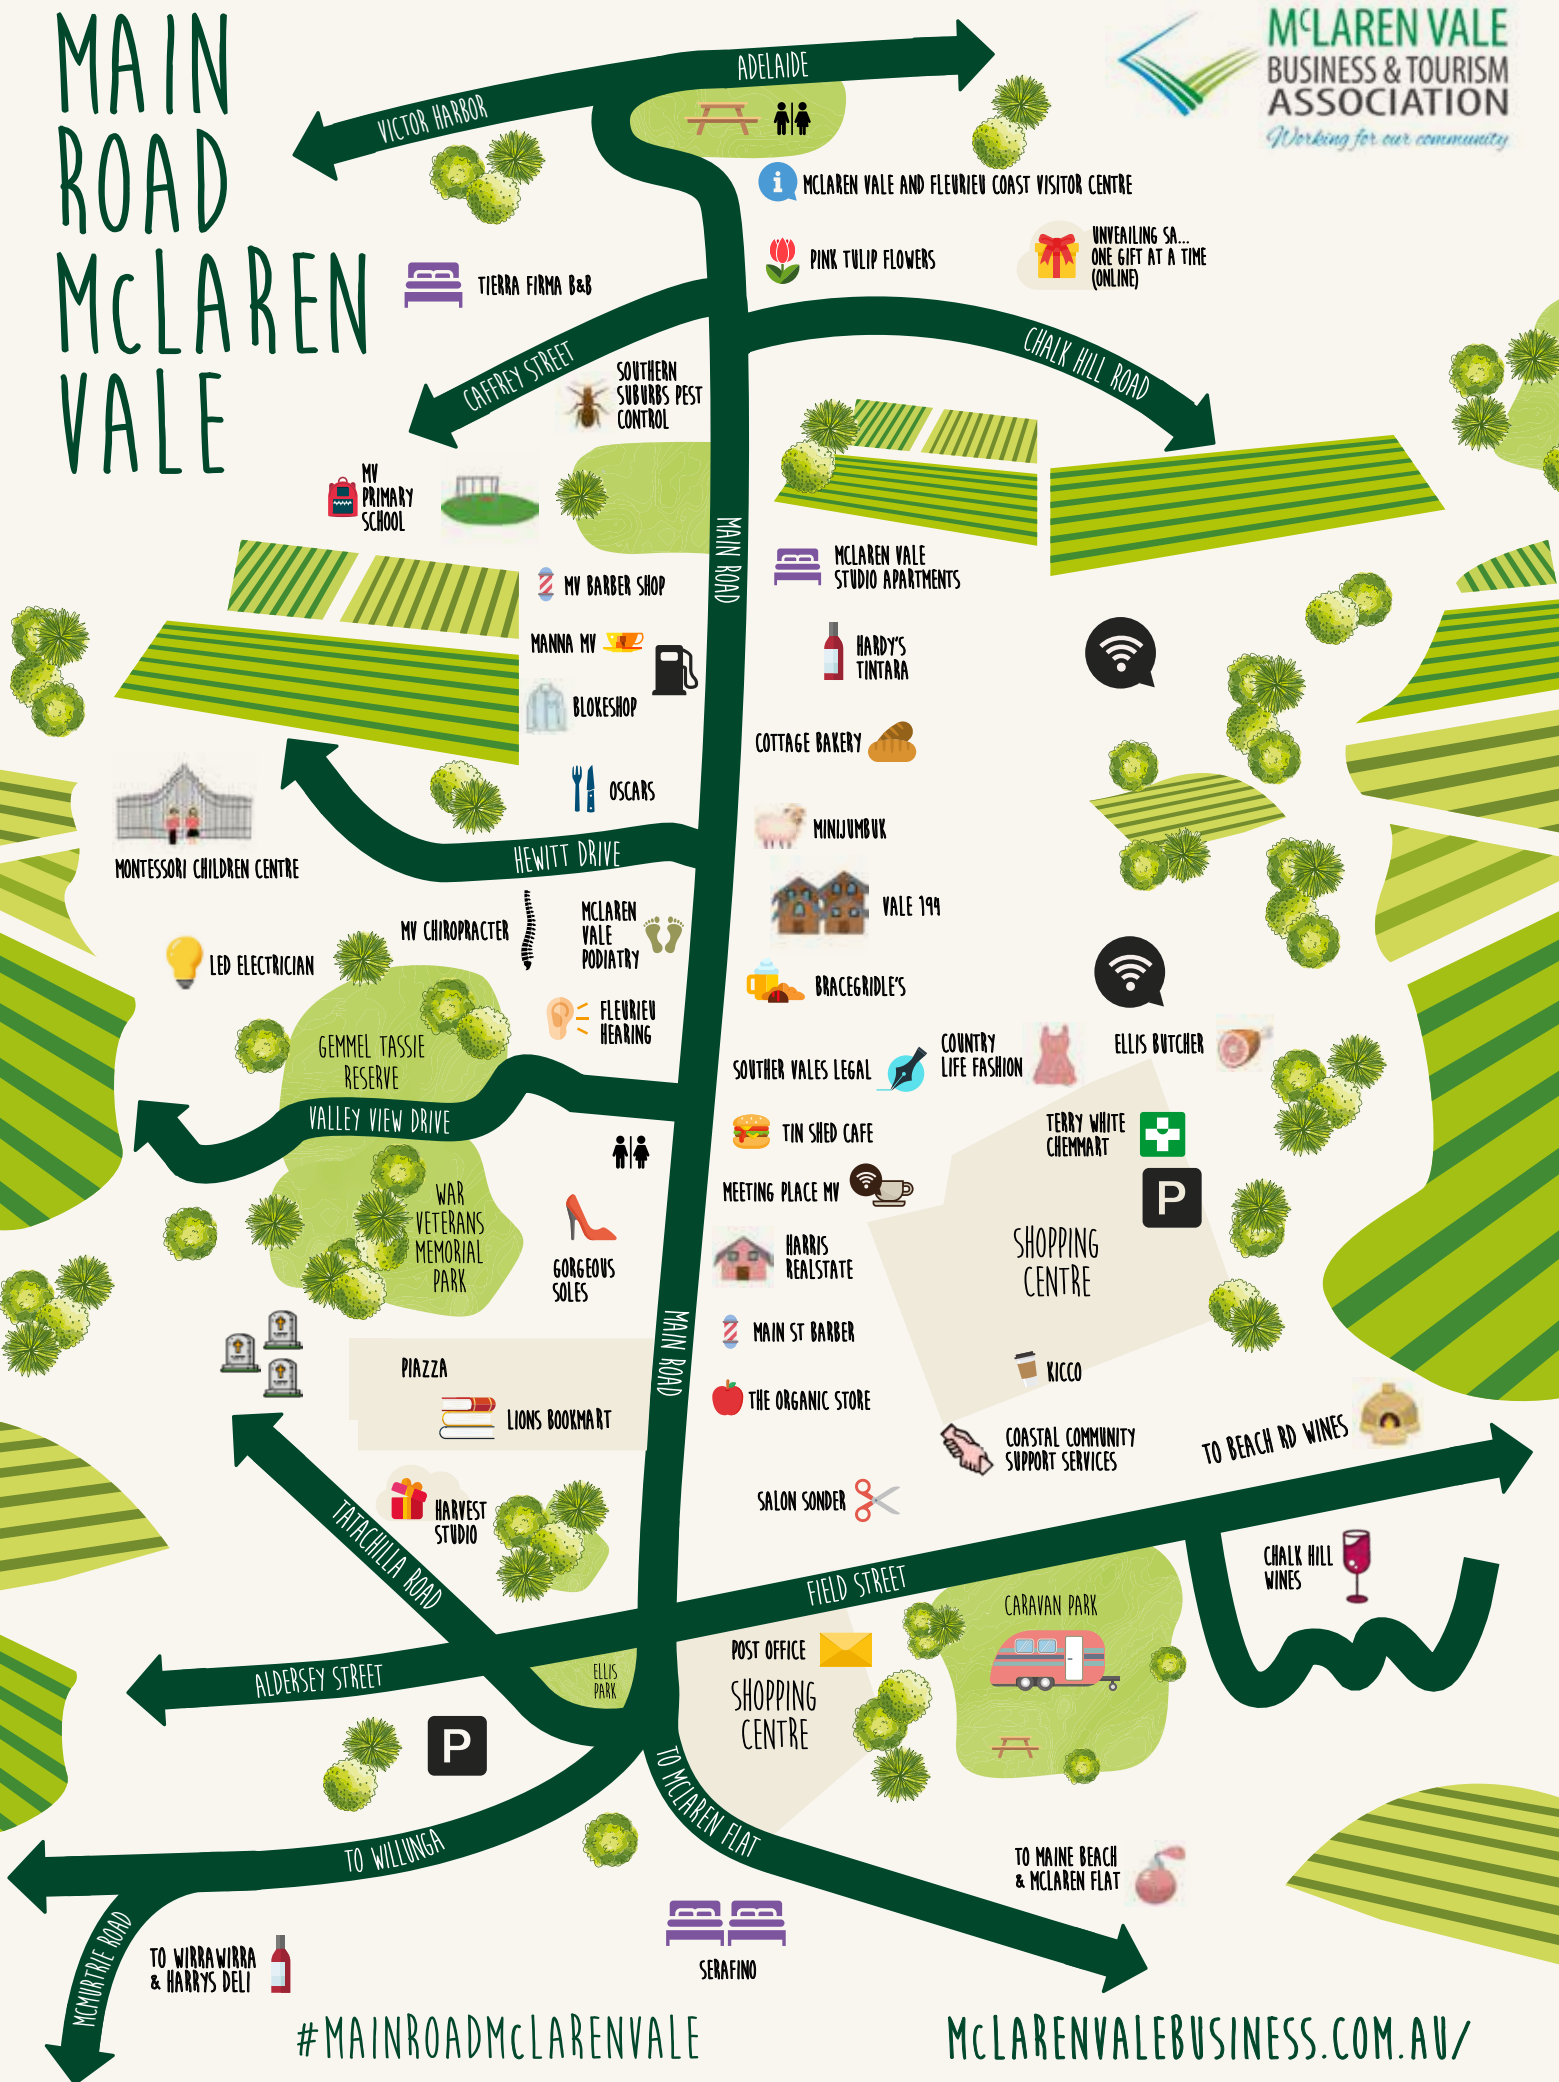 MAIN
ROAD
McLAREN
VALE
McLAREN VALE
BUSINESS & TOURISM
ASSOCIATION
Working for our community
ADELAIDE
VICTOR HARBOR
MCLAREN VALE AND FLEURIEU COAST VISITOR CENTRE
PINK TULIP FLOWERS
UNVEAILING SA...
ONE GIFT AT A TIME
(ONLINE)
TIERRA FIRMA B&B
CAFFREY STREET
CHALK HILL ROAD
SOUTHERN
SUBURBS PEST
CONTROL
MV
PRIMARY
SCHOOL
MAIN ROAD
MCLAREN VALE
STUDIO APARTMENTS
MV BARBER SHOP
MANNA MV
HARDY'S
TINTARA
BLOKESHOP
COTTAGE BAKERY
OSCARS
MINIJUMBUK
HEWITT DRIVE
MONTESSORI CHILDREN CENTRE
MV CHIROPRACTER
MCLAREN
VALE
PODIATRY
VALE 194
LED ELECTRICIAN
BRACEGRIDLE'S
FLEURIEU
HEARING
GEMMEL TASSIE
RESERVE
SOUTHER VALES LEGAL
COUNTRY
LIFE FASHION
ELLIS BUTCHER
VALLEY VIEW DRIVE
TIN SHED CAFE
TERRY WHITE
CHEMMART
P
MEETING PLACE MV
WAR
VETERANS
MEMORIAL
PARK
GORGEOUS
SOLES
HARRIS
REALSTATE
SHOPPING
CENTRE
MAIN ROAD
MAIN ST BARBER
PIAZZA
KICCO
LIONS BOOKMART
THE ORGANIC STORE
COASTAL COMMUNITY
SUPPORT SERVICES
TO BEACH RD WINES
HARVEST
STUDIO
SALON SONDER
TATACHILLA ROAD
FIELD STREET
CHALK HILL
WINES
CARAVAN PARK
POST OFFICE
ELLIS
PARK
ALDERSEY STREET
SHOPPING
CENTRE
P
TO MCLAREN FLAT
TO WILLUNGA
TO MAINE BEACH
& MCLAREN FLAT
MCMURTRIE ROAD
TO WIRRAWIRRA
& HARRYS DELI
SERAFINO
#MAINROADMcLARENVALE
McLARENVALEBUSINESS.COM.AU/